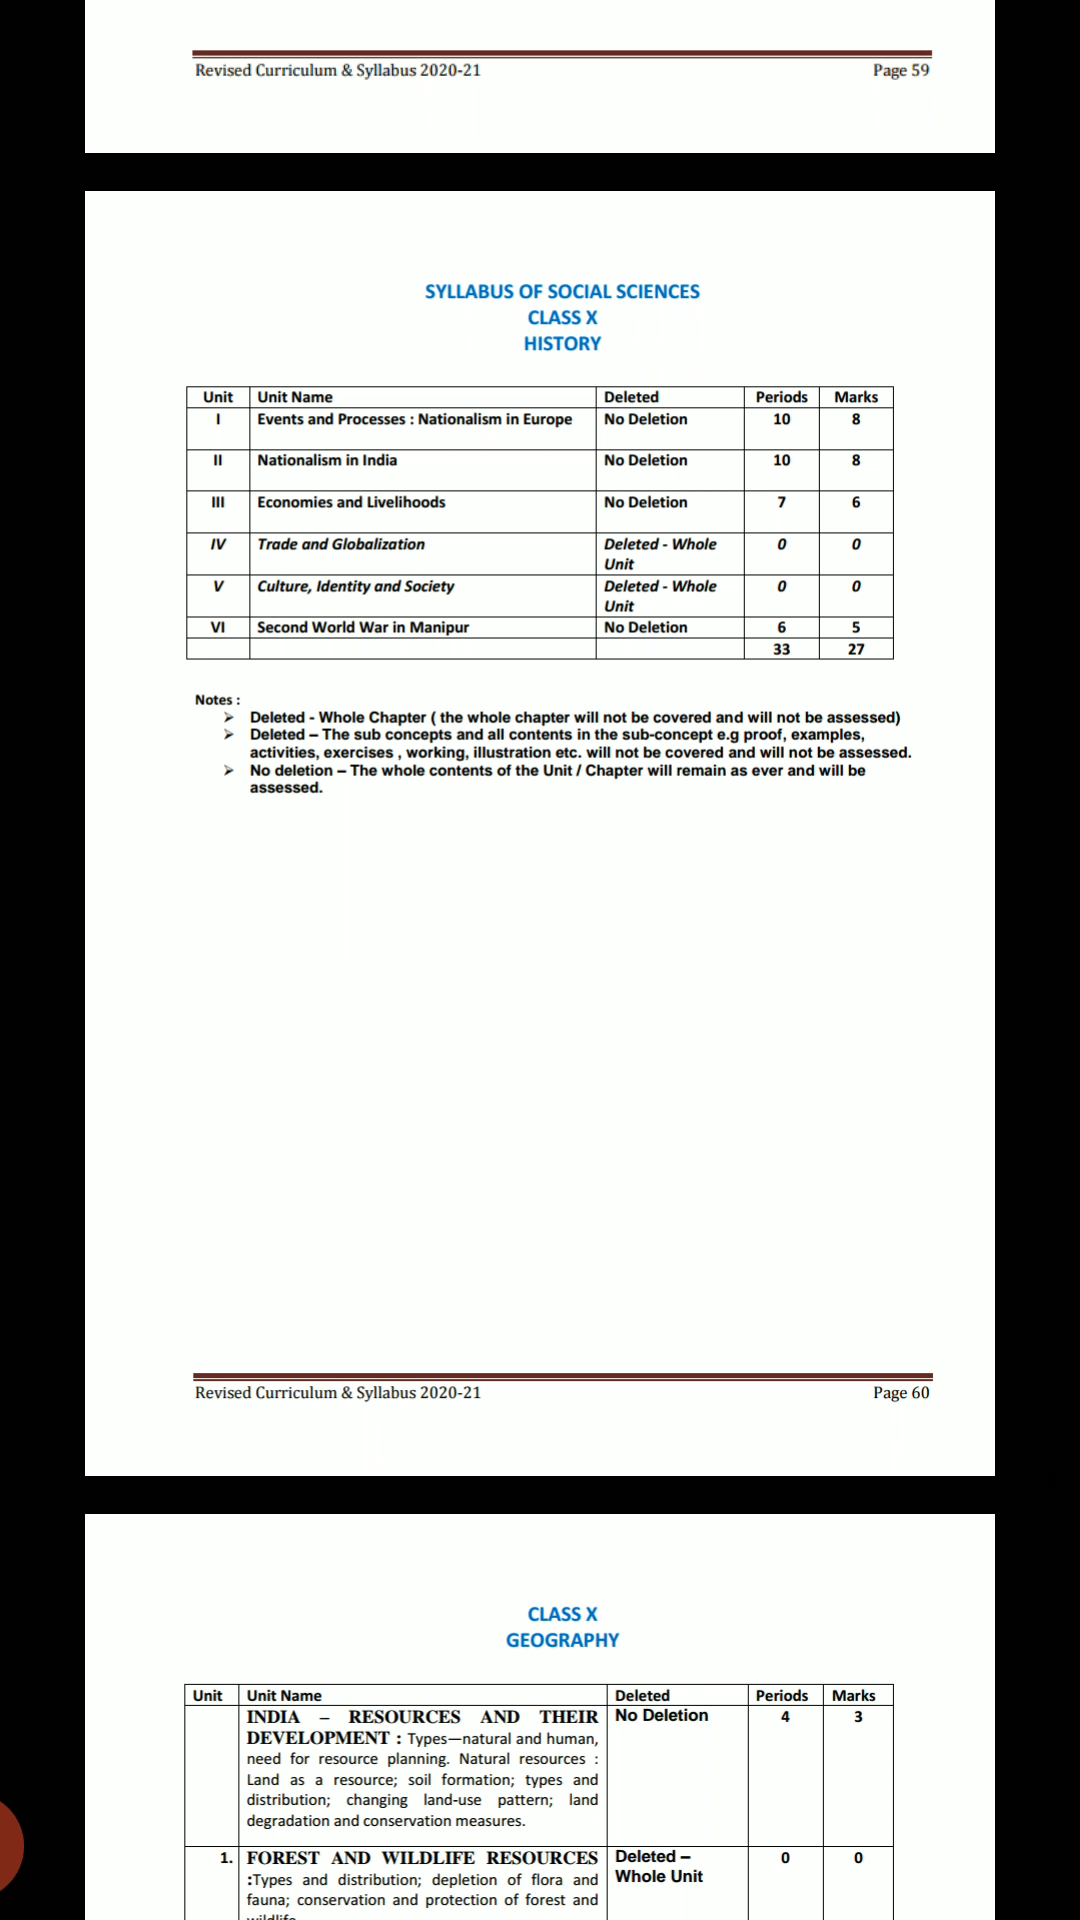 Revised Curriculum & Syllabus 2020-21 Page 59
SYLLABUS OF SOCIAL SCIENCES
CLASS X
HISTORY
Unit Unit Name Deleted Periods Marks
I Events and Processes : Nationalism in Europe No Deletion 10 8
II Nationalism in India No Deletion 10 8
III Economies and Livelihoods No Deletion 7 6
IV Trade and Globalization Deleted - Whole 0 0
Unit
V Culture, Identity and Society Deleted - Whole 0 0
Unit
VI Second World War in Manipur No Deletion 6 5
33 27
Notes :
➢ Deleted - Whole Chapter ( the whole chapter will not be covered and will not be assessed)
➢ Deleted – The sub concepts and all contents in the sub-concept e.g proof, examples,
activities, exercises , working, illustration etc. will not be covered and will not be assessed.
➢ No deletion – The whole contents of the Unit / Chapter will remain as ever and will be
assessed.
Revised Curriculum & Syllabus 2020-21 Page 60
CLASS X
GEOGRAPHY
Unit Unit Name Deleted Periods Marks
INDIA – RESOURCES AND THEIR No Deletion 4 3
DEVELOPMENT : Types—natural and human,
need for resource planning. Natural resources :
Land as a resource; soil formation; types and
distribution; changing land-use pattern; land
degradation and conservation measures.
1. FOREST AND WILDLIFE RESOURCES Deleted – 0 0
:Types and distribution; depletion of flora and Whole Unit
fauna; conservation and protection of forest and